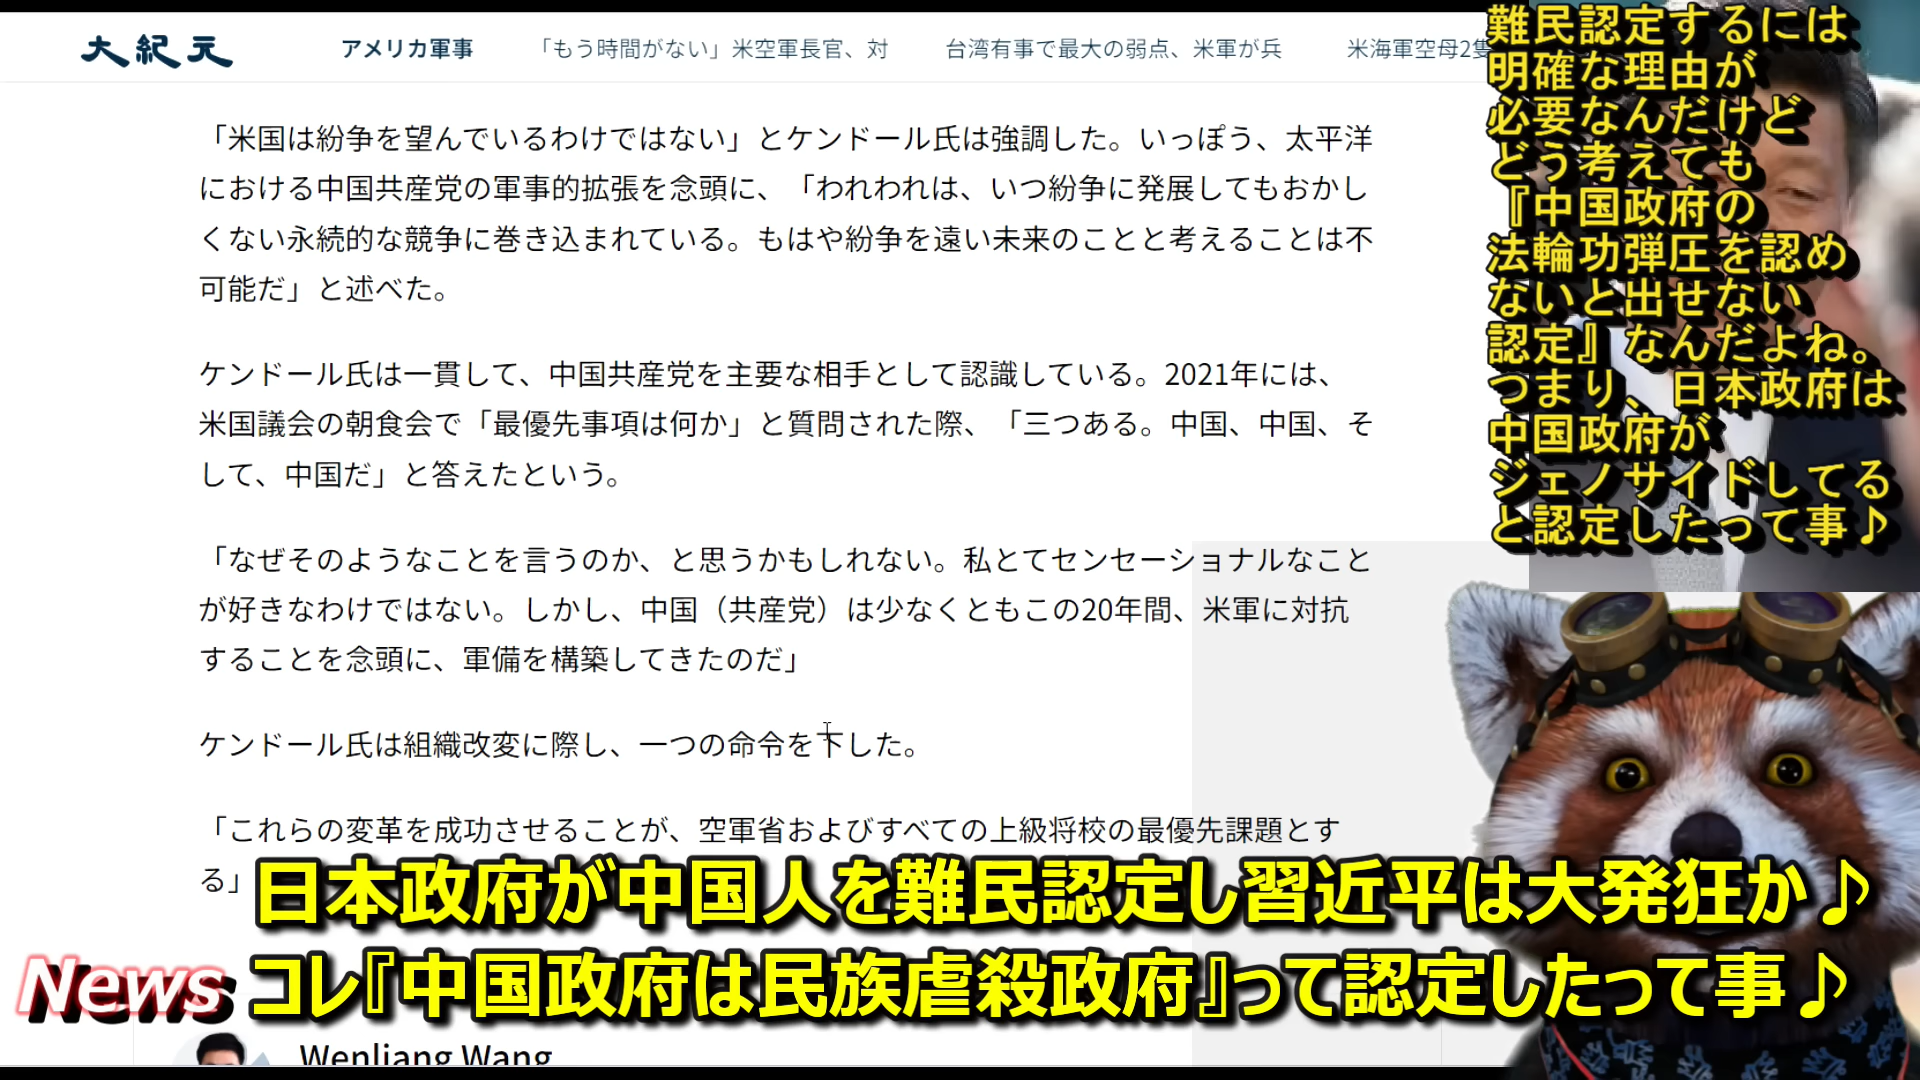 大紀元
アメリカ軍事
「もう時間がない」米空軍長官、対
台湾有事で最大の弱点、米軍が兵
米海軍空母2隻
「米国は紛争を望んでいるわけではない」とケンドール氏は強調した。いっぽう、太平洋
における中国共産党の軍事的拡張を念頭に、「われわれは、いつ紛争に発展してもおかし
くない永続的な競争に巻き込まれている。もはや紛争を遠い未来のことと考えることは不
可能だ」と述べた。
ケンドール氏は一貫して、中国共産党を主要な相手として認識している。2021年には、
米国議会の朝食会で「最優先事項は何か」と質問された際、「三つある。中国、中国、そ
して、中国だ」と答えたという。
「なぜそのようなことを言うのか、と思うかもしれない。私とてセンセーショナルなこと
が好きなわけではない。しかし、中国（共産党）は少なくともこの20年間、米軍に対抗
することを念頭に、軍備を構築してきたのだ」
ケンドール氏は組織改変に際し、一つの命令を下した。
「これらの変革を成功させることが、空軍省およびすべての上級将校の最優先課題とす
る」
Wenliang Wang
難民認定するには
明確な理由が
必要なんだけど
どう考えても
『中国政府の
法輪功弾圧を認め
ないと出せない
認定』なんだよね。
つまり、日本政府は
中国政府が
ジェノサイドしてる
と認定したって事♪
日本政府が中国人を難民認定し習近平は大発狂か♪
News
コレ『中国政府は民族虐殺政府』って認定したって事♪